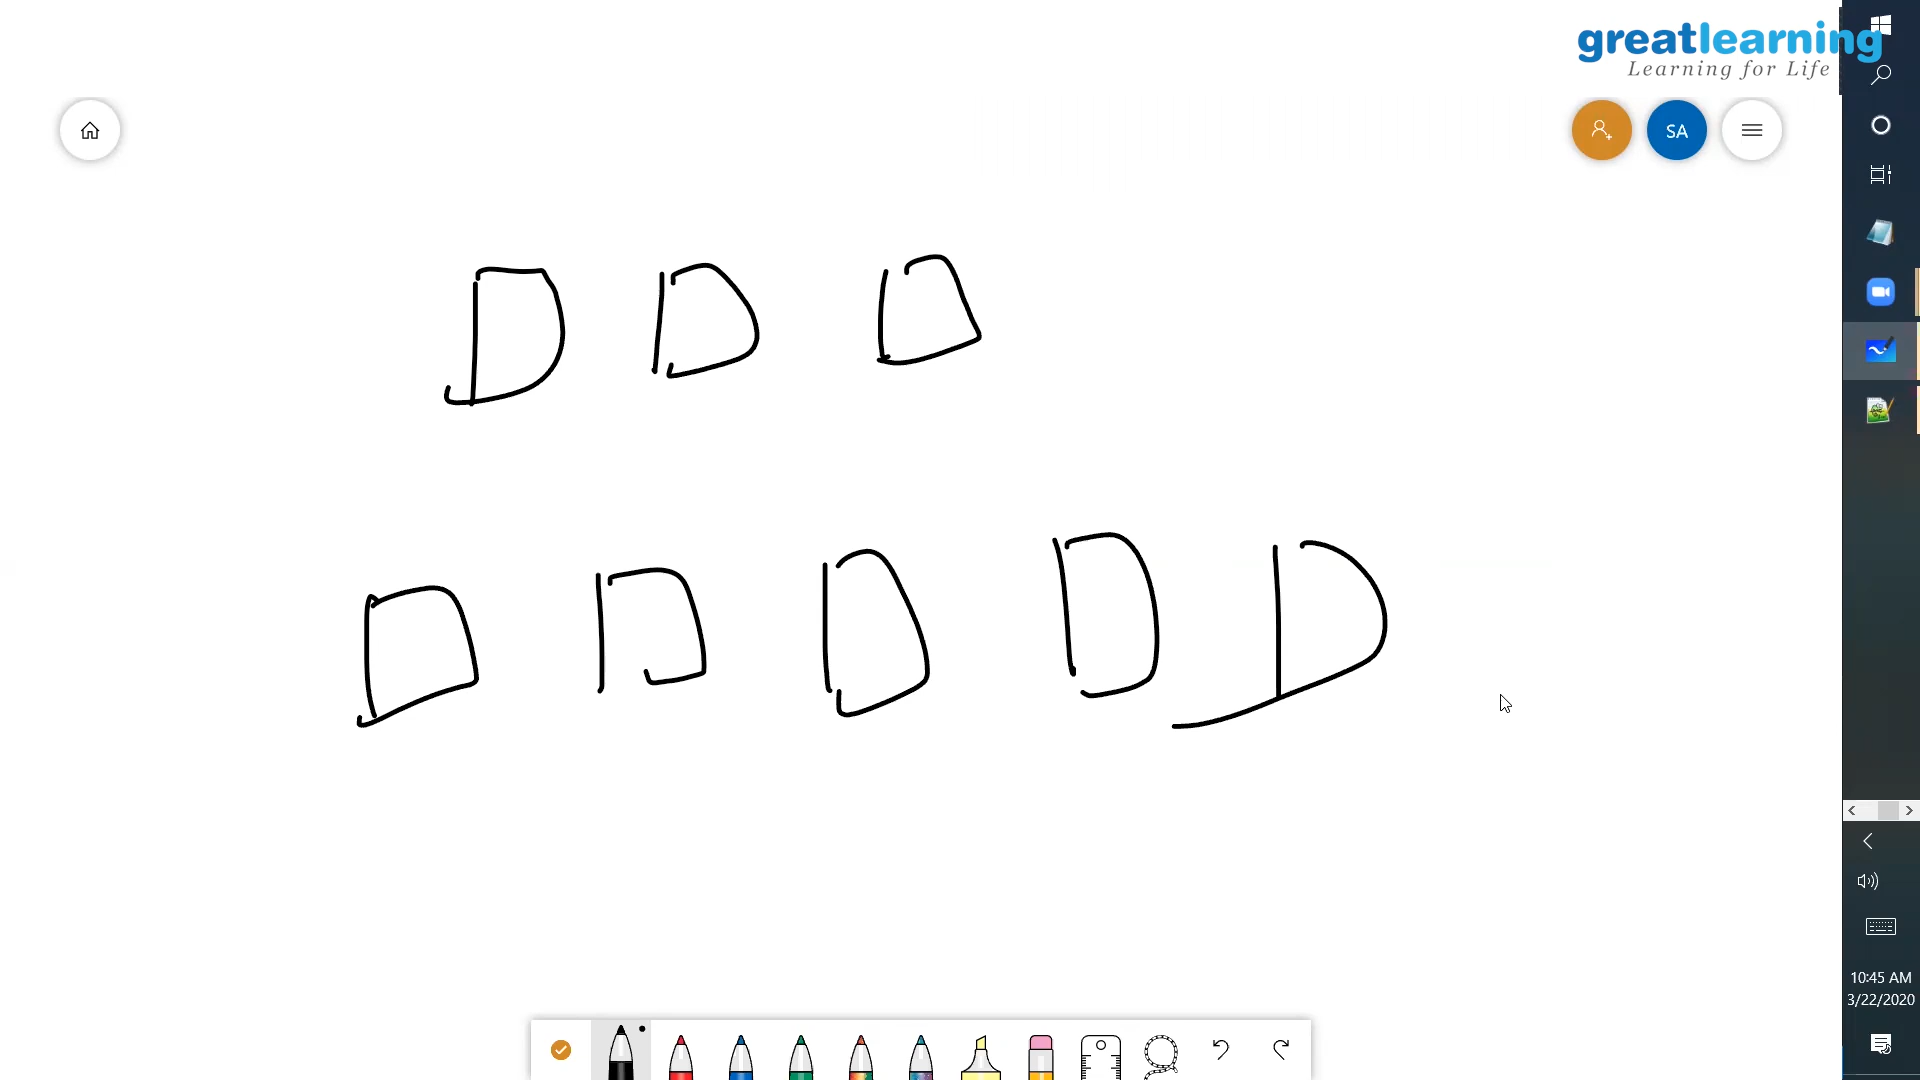 greatlearning
Learning for Life
SA
D D D
D D D D D
10:45 AM
3/22/2020